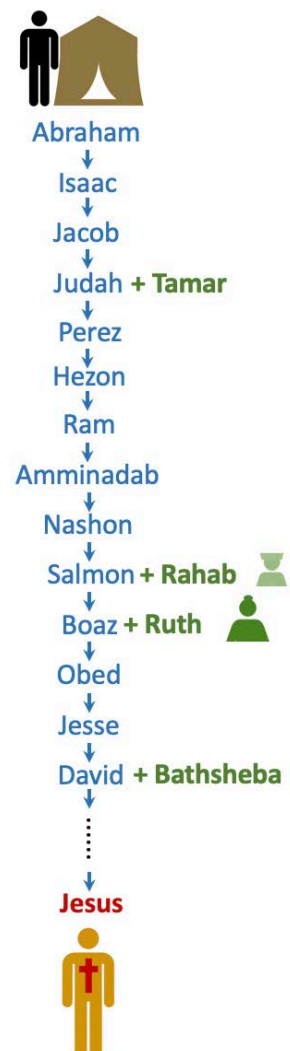 Abraham
Isaac
Jacob
Judah + Tamar
Perez
Hezon
Ram
Amminadab
Nashon
Salmon + Rahab
Boaz + Ruth
Obed
Jesse
David + Bathsheba
......
Jesus